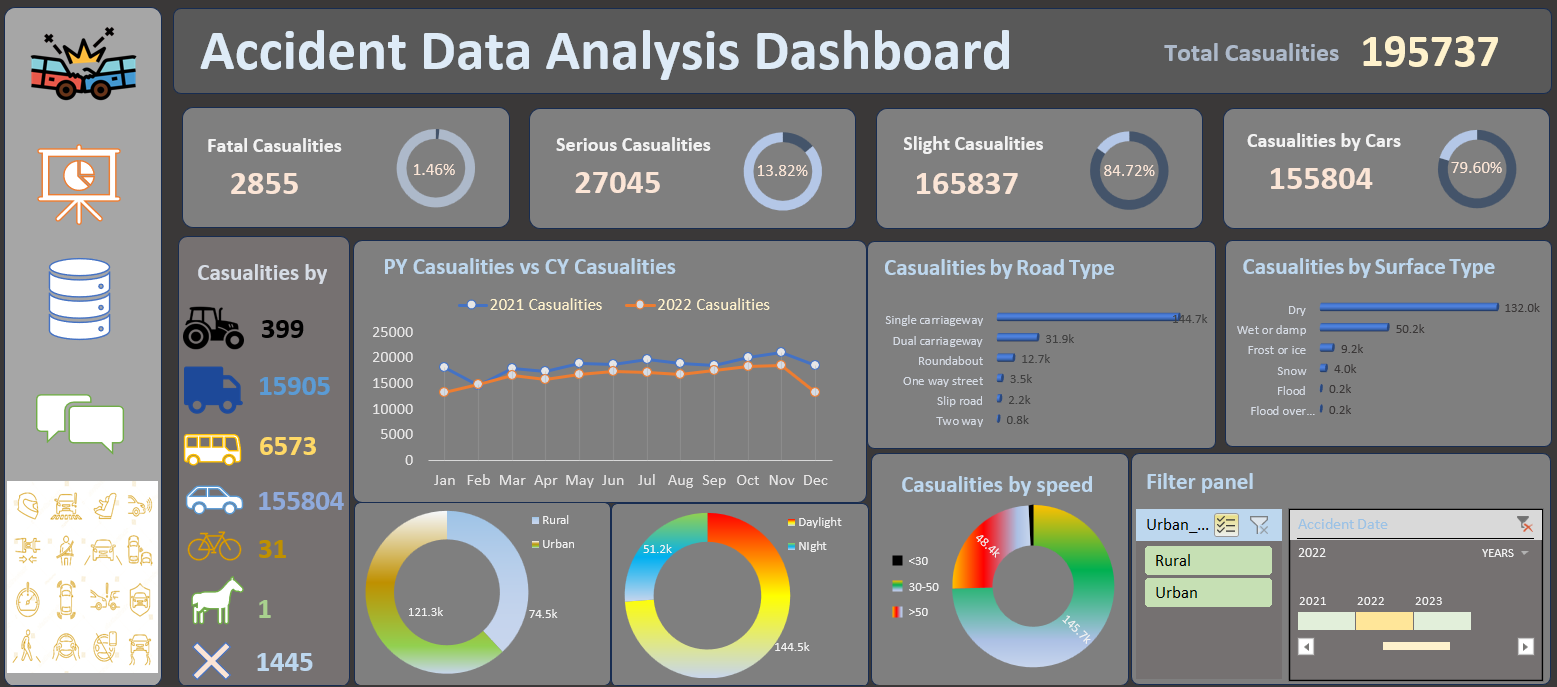 Accident Data Analysis Dashboard
Total Casualities 195737
Fatal Casualities
2855
1.46%
Serious Casualities
27045
13.82%
Slight Casualities
165837
84.72%
Casualities by Cars
155804
79.60%
Casualities by
399
15905
6573
155804
31
1
1445
PY Casualities vs CY Casualities
2021 Casualities 2022 Casualities
25000
20000
15000
10000
5000
0
Jan Feb Mar Apr May Jun Jul Aug Sep Oct Nov Dec
Casualities by Road Type
Single carriageway 144.7k
Dual carriageway 31.9k
Roundabout 12.7k
One way street 3.5k
Slip road 2.2k
Two way 0.8k
Casualities by Surface Type
Dry 132.0k
Wet or damp 50.2k
Frost or ice 9.2k
Snow 4.0k
Flood 0.2k
Flood over... 0.2k
Rural
Urban
121.3k
74.5k
Daylight
NIght
51.2k
144.5k
Casualities by speed
<30
30-50
>50
48.4k
145.7k
Filter panel
Urban_...
Rural
Urban
Accident Date
2022 YEARS
2021 2022 2023